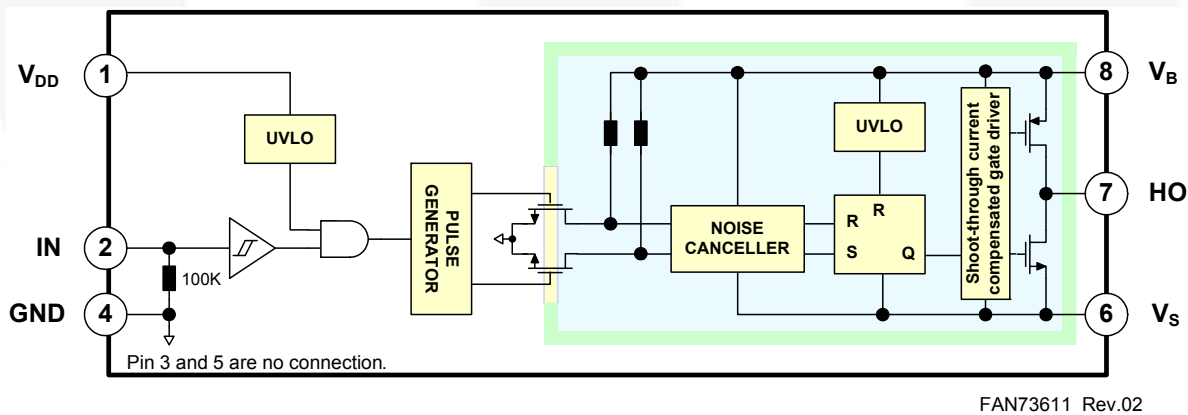 VDD
1
UVLO
IN
2
100K
GND
4
Pin 3 and 5 are no connection.
PULSE
GENERATOR
NOISE
CANCELLER
UVLO
R
R
S
Q
Shoot-through current
compensated gate driver
8
VB
7
HO
6
VS
FAN73611 Rev.02